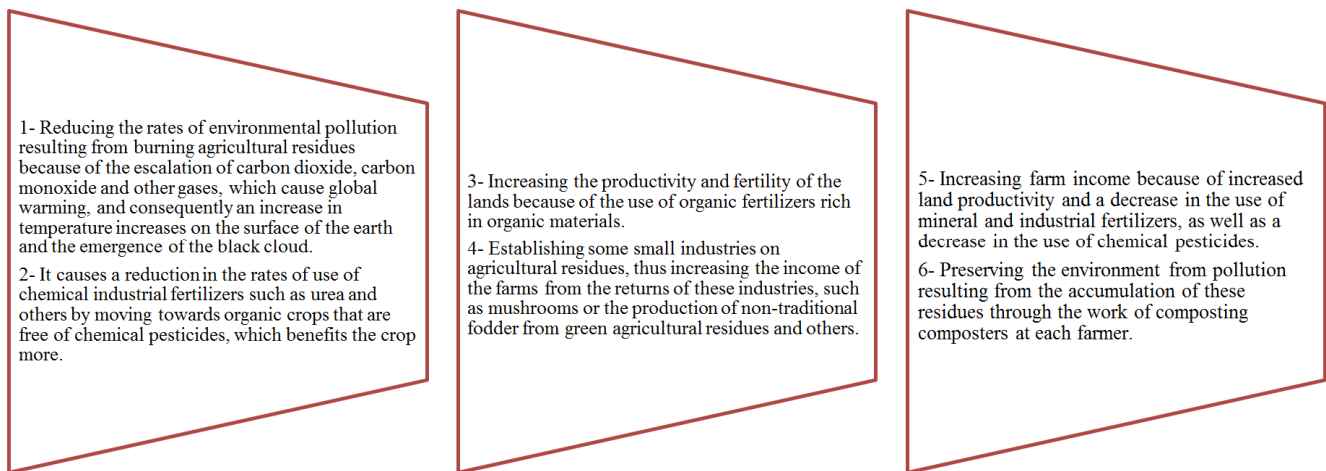 1- Reducing the rates of environmental pollution
resulting from burning agricultural residues
because of the escalation of carbon dioxide, carbon
monoxide and other gases, which cause global
warming, and consequently an increase in
temperature increases on the surface of the earth
and the emergence of the black cloud.
2- It causes a reduction in the rates of use of
chemical industrial fertilizers such as urea and
others by moving towards organic crops that are
free of chemical pesticides, which benefits the crop
more.
3- Increasing the productivity and fertility of the
lands because of the use of organic fertilizers rich
in organic materials.
4- Establishing some small industries on
agricultural residues, thus increasing the income of
the farms from the returns of these industries, such
as mushrooms or the production of non-traditional
fodder from green agricultural residues and others.
5- Increasing farm income because of increased
land productivity and a decrease in the use of
mineral and industrial fertilizers, as well as a
decrease in the use of chemical pesticides.
6- Preserving the environment from pollution
resulting from the accumulation of these
residues through the work of composting
composters at each farmer.